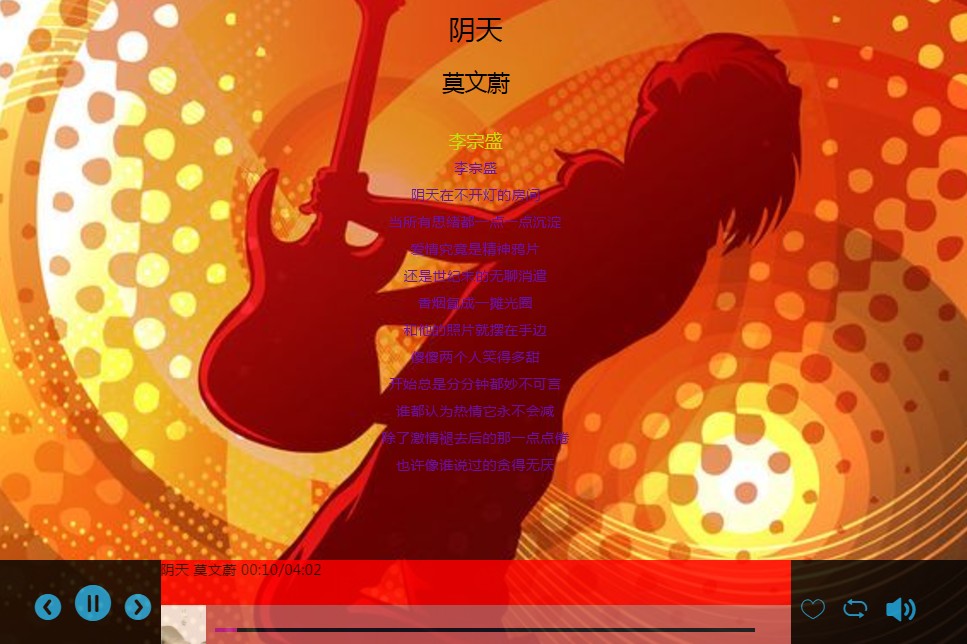 阴天
莫文蔚
李宗盛
李宗盛
阴天在不开灯的房间
当所有思绪都一点一点沉淀
爱情究竟是精神鸦片
还是世纪末的无聊消遣
香烟氲成一摊光圈
和他的照片就摆在手边
傻傻两个人笑得多甜
开始总是分分钟都妙不可言
谁都认为热情它永不会减
除了激情褪去后的那一点点倦
也许像谁说过的贪得无厌
阴天 莫文蔚 00:10/04:02